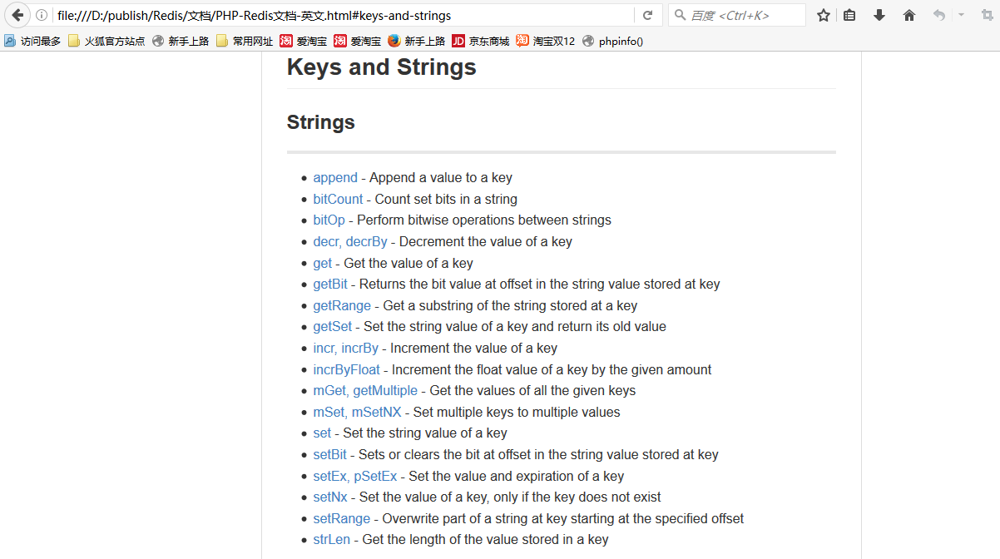 file:///D:/publish/Redis/文档/PHP-Redis文档-英文.html#keys-and-strings
百度 <Ctrl+K>
访问最多 火狐官方站点 新手上路 常用网址 淘 爱淘宝 淘 爱淘宝 新手上路 JD 京东商城 淘 淘宝双12 phpinfo()
Keys and Strings
Strings
append - Append a value to a key
bitCount - Count set bits in a string
bitOp - Perform bitwise operations between strings
decr, decrBy - Decrement the value of a key
get - Get the value of a key
getBit - Returns the bit value at offset in the string value stored at key
getRange - Get a substring of the string stored at a key
getSet - Set the string value of a key and return its old value
incr, incrBy - Increment the value of a key
incrByFloat - Increment the float value of a key by the given amount
mGet, getMultiple - Get the values of all the given keys
mSet, mSetNX - Set multiple keys to multiple values
set - Set the string value of a key
setBit - Sets or clears the bit at offset in the string value stored at key
setEx, pSetEx - Set the value and expiration of a key
setNx - Set the value of a key, only if the key does not exist
setRange - Overwrite part of a string at key starting at the specified offset
strLen - Get the length of the value stored in a key